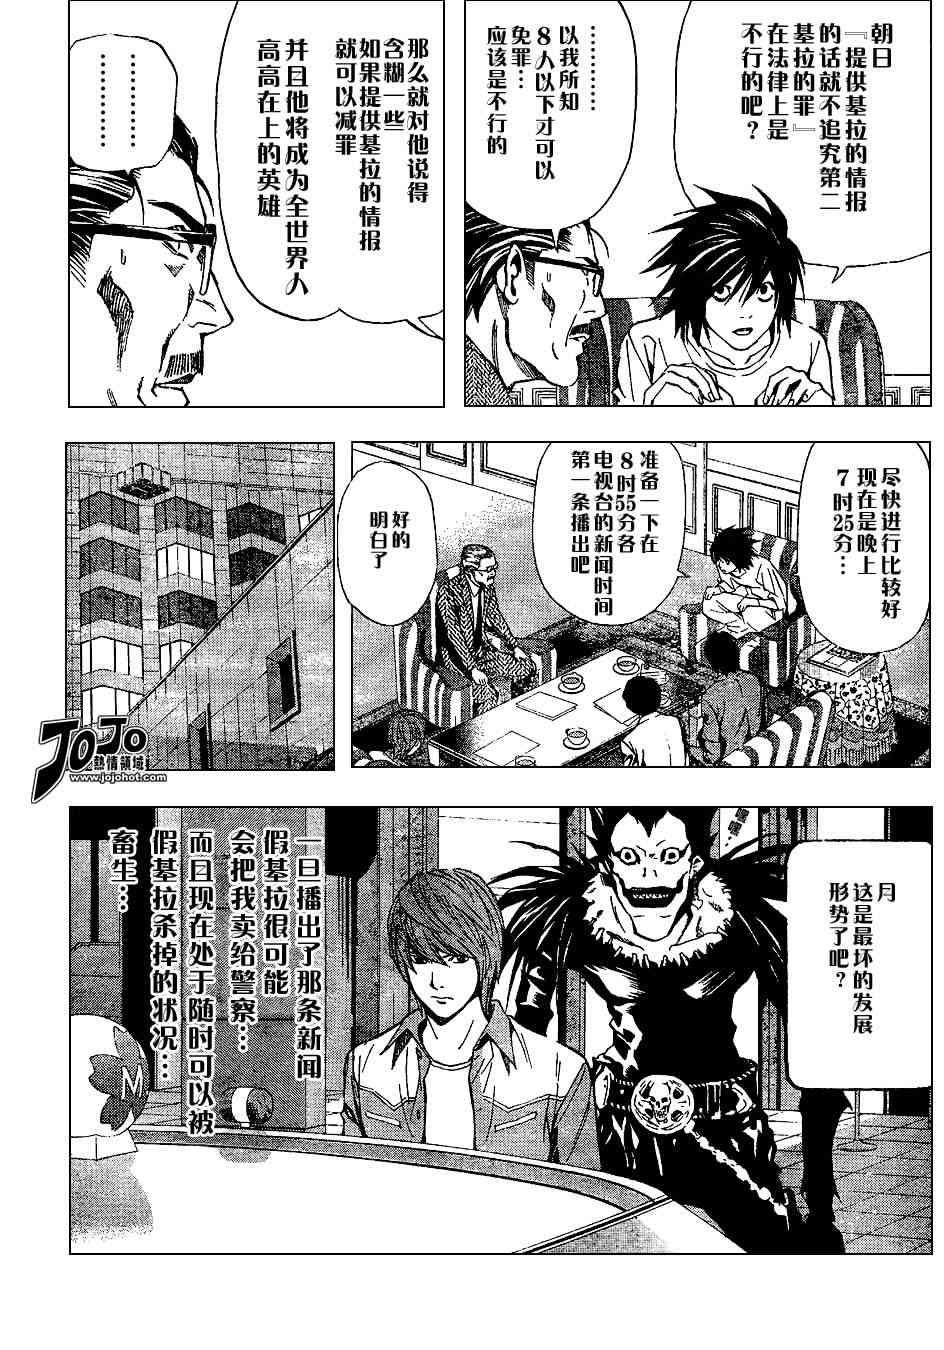 朝日
『提供基拉的情报
的话就不追究第二
基拉的罪』
在法律上是
不行的吧?
…………
以我所知
8人以下才可以
免罪…
应该是不行的
那么就对他说得
含糊一些
如果提供基拉的情报
就可以减罪
并且他将成为全世界人
高高在上的英雄
……
……
尽快进行比较好
现在是晚上
7时25分…
准备一下在
8时55分各
电视台的新闻时间
第一条播出吧
好的
明白了
JOJO
熱情領域
www.jojohot.com
月
这是最坏的发展
形势了吧?
一旦播出了那条新闻
假基拉很可能
会把我卖给警察…
而且现在处于随时可以被
假基拉杀掉的状况…
畜生…
M